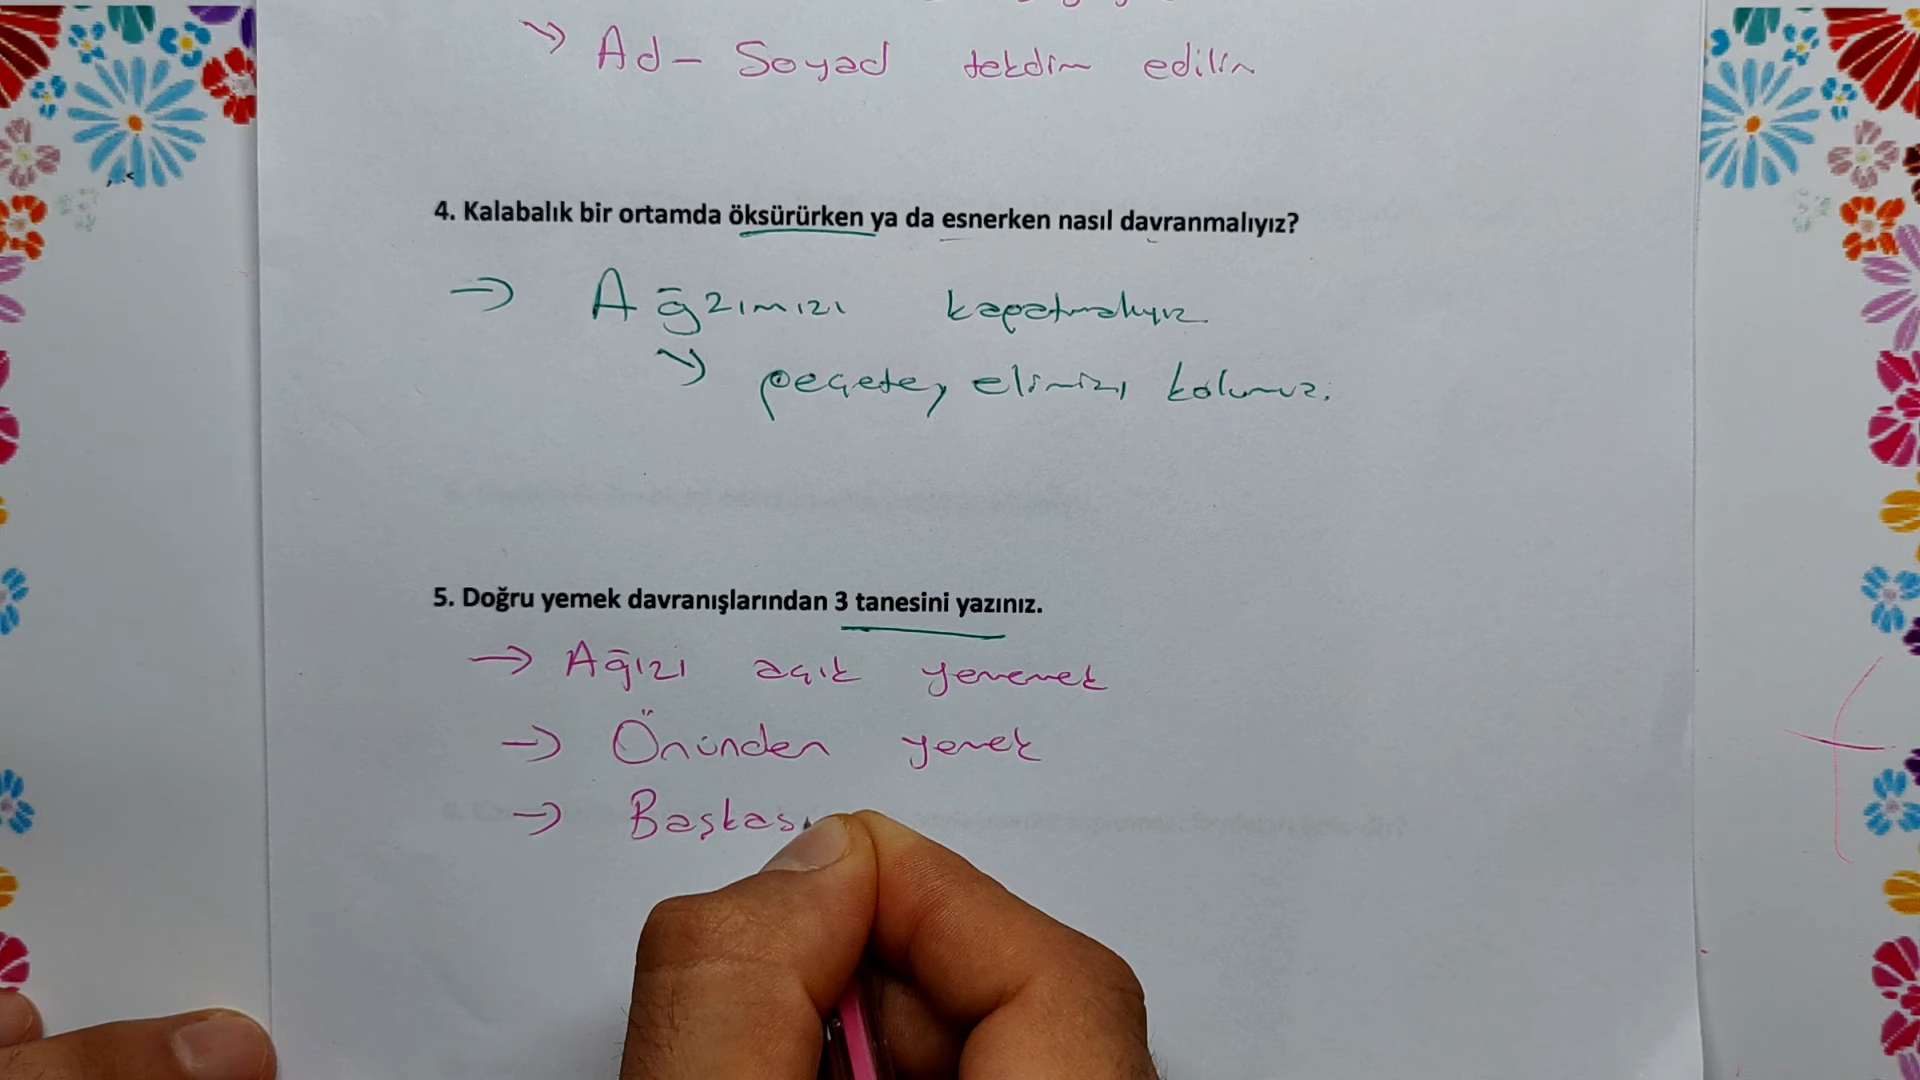 Ad - Soyad tekdim edilir
4. Kalabalık bir ortamda öksürürken ya da esnerken nasıl davranmalıyız?
→ Ağzımızı kapatmalıyız
→ peçete, elimizi, kolumuz.
5. Doğru yemek davranışlarından 3 tanesini yazınız.
→ Ağızı açık yememek
→ Önünden yemek
→ Başkas